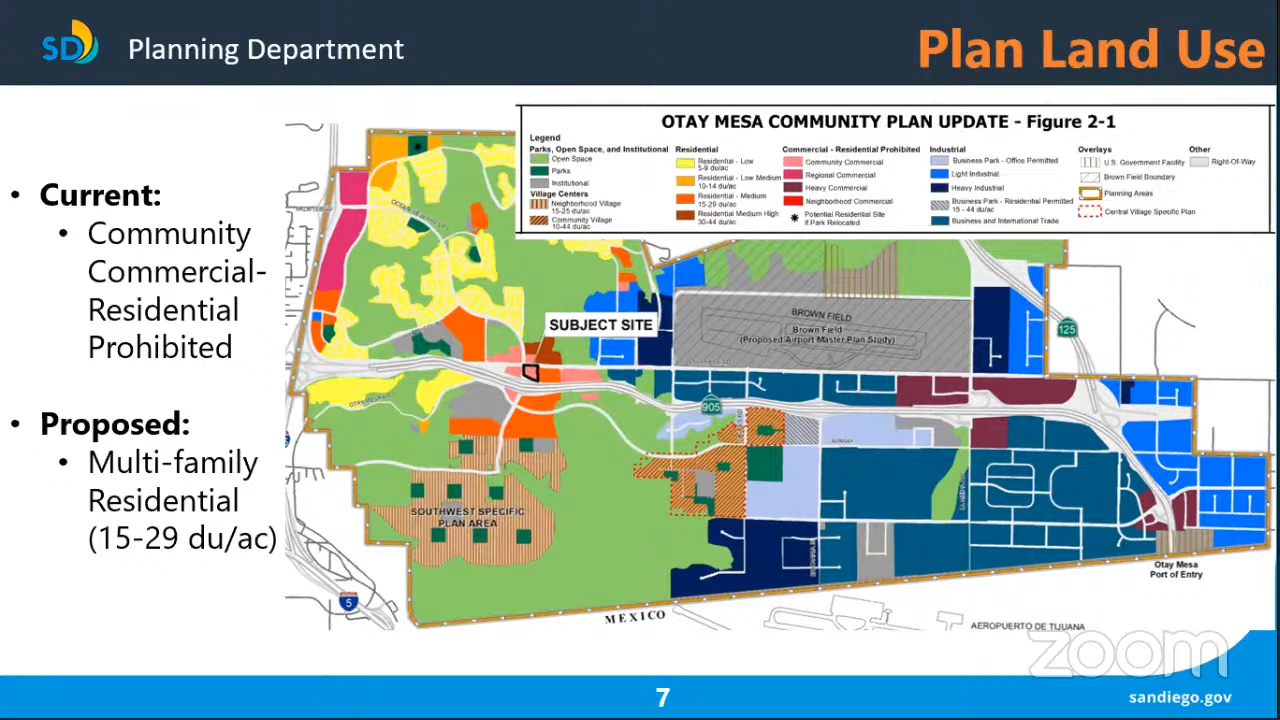 SD
Planning Department
Plan Land Use
• Current:
• Community
Commercial-
Residential
Prohibited
• Proposed:
• Multi-family
Residential
(15-29 du/ac)
OTAY MESA COMMUNITY PLAN UPDATE - Figure 2-1
Legend
Parks, Open Space, and Institutional
Open Space
Parks
Institutional
Village Centers
Neighborhood Village
15-25 du/ac
Community Village
10-44 du/ac
Residential
Residential - Low
5-9 du/ac
Residential - Low Medium
10-14 du/ac
Residential - Medium
15-29 du/ac
Residential Medium High
30-44 du/ac
Commercial - Residential Prohibited
Community Commercial
Regional Commercial
Heavy Commercial
Neighborhood Commercial
Potential Residential Site
If Park Relocated
Industrial
Business Park - Office Permitted
Light Industrial
Heavy Industrial
Business Park - Residential Permitted
15 - 44 du/ac
Business and International Trade
Overlays
U.S. Government Facility
Brown Field Boundary
Planning Areas
Central Village Specific Plan
Other
Right-Of-Way
SUBJECT SITE
BROWN FIELD
Brown Field
(Proposed Airport Master Plan Study)
125
905
SOUTHWEST SPECIFIC
PLAN AREA
Otay Mesa
Port of Entry
5
MEXICO
AEROPUERTO DE TIJUANA
zoom
7
sandiego.gov